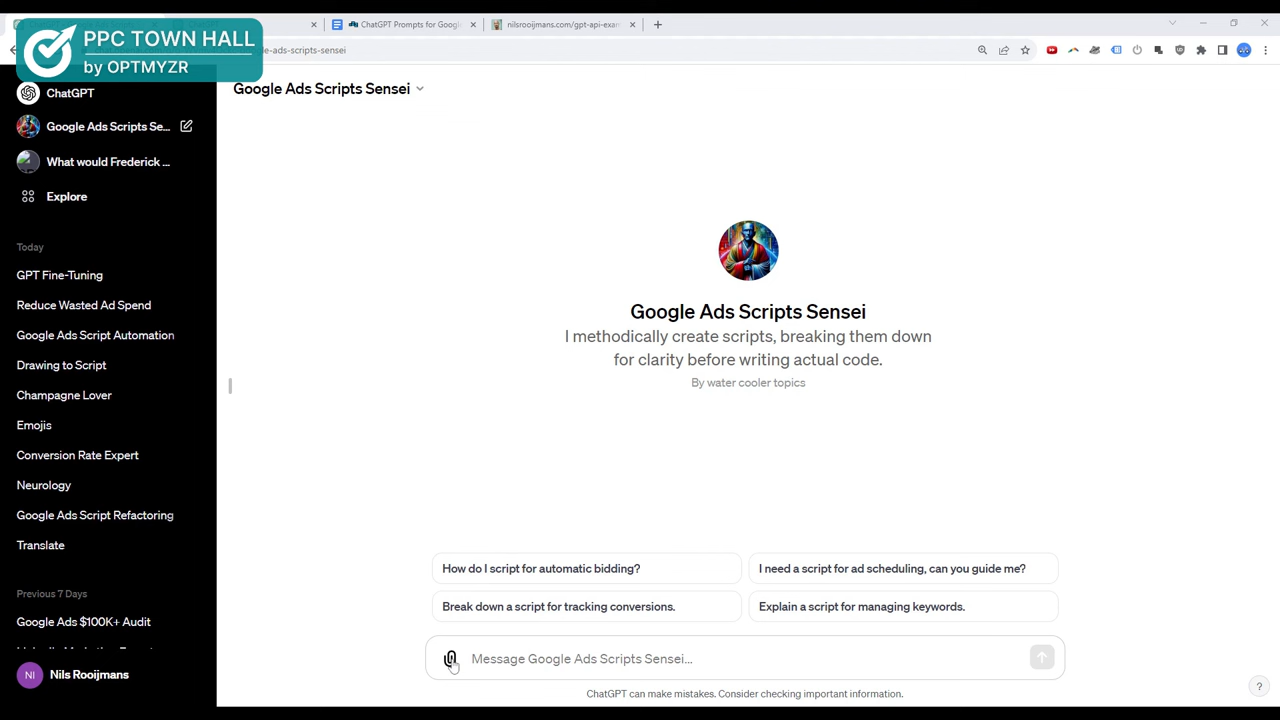 PPC TOWN HALL
by OPTMYZR
ChatGPT Prompts for Googl
nilsrooijmans.com/gpt-api-exam
e-ads-scripts-sensei
ChatGPT
Google Ads Scripts Se...
What would Frederick ...
Explore
Today
GPT Fine-Tuning
Reduce Wasted Ad Spend
Google Ads Script Automation
Drawing to Script
Champagne Lover
Emojis
Conversion Rate Expert
Neurology
Google Ads Script Refactoring
Translate
Previous 7 Days
Google Ads $100K+ Audit
NI
Nils Rooijmans
Google Ads Scripts Sensei
Google Ads Scripts Sensei
I methodically create scripts, breaking them down
for clarity before writing actual code.
By water cooler topics
How do I script for automatic bidding?
I need a script for ad scheduling, can you guide me?
Break down a script for tracking conversions.
Explain a script for managing keywords.
Message Google Ads Scripts Sensei...
ChatGPT can make mistakes. Consider checking important information.
?